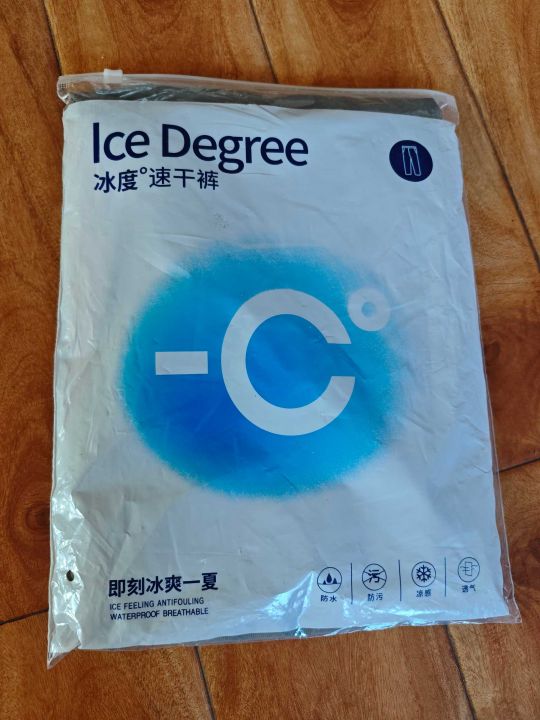 Ice Degree
冰度°速干裤
-C°
即刻冰爽一夏
ICE FEELING ANTIFOULING
WATERPROOF BREATHABLE
污
防水
防污
凉感
透气